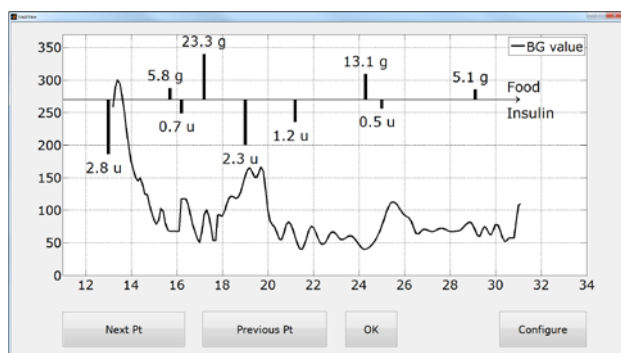 350
300
250
200
150
100
50
0
23.3 g
5.8 g
13.1 g
5.1 g
BG value
Food
Insulin
0.7 u
0.5 u
1.2 u
2.8 u
2.3 u
12 14 16 18 20 22 24 26 28 30 32 34
Next Pt Previous Pt OK Configure